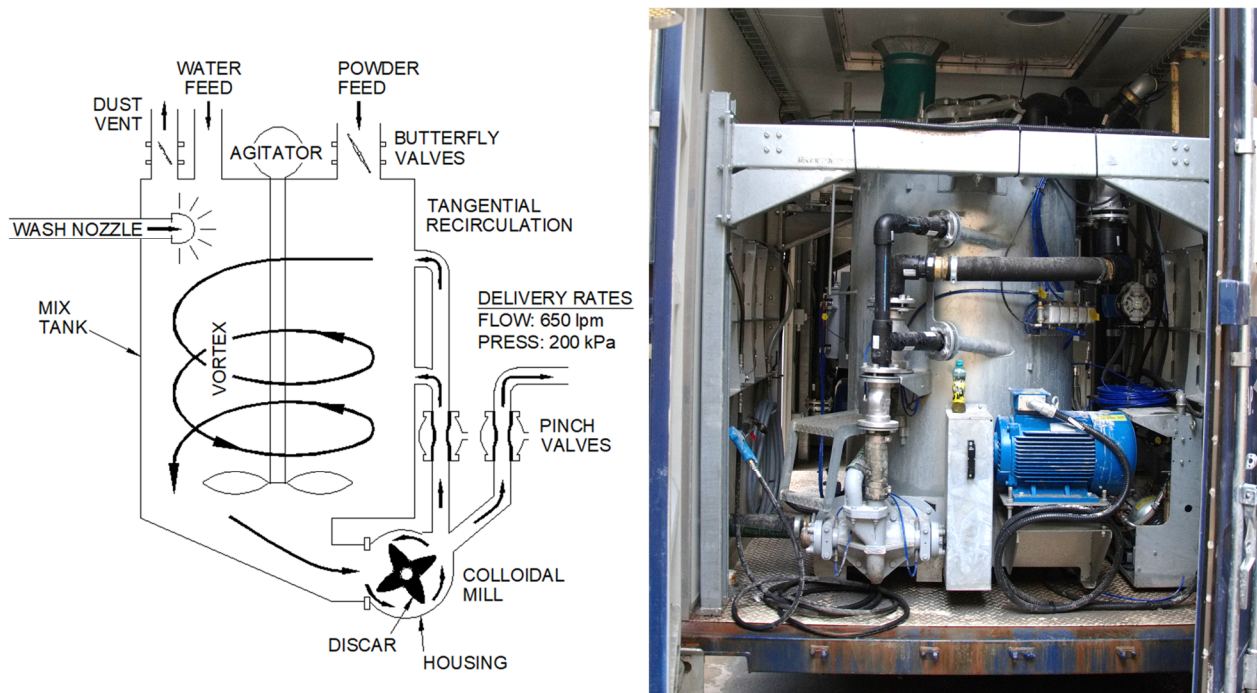 WATER
FEED
POWDER
FEED
DUST
VENT
AGITATOR
BUTTERFLY
VALVES
WASH NOZZLE
TANGENTIAL
RECIRCULATION
MIX
TANK
VORTEX
DELIVERY RATES
FLOW: 650 lpm
PRESS: 200 kPa
PINCH
VALVES
COLLOIDAL
MILL
DISCAR
HOUSING